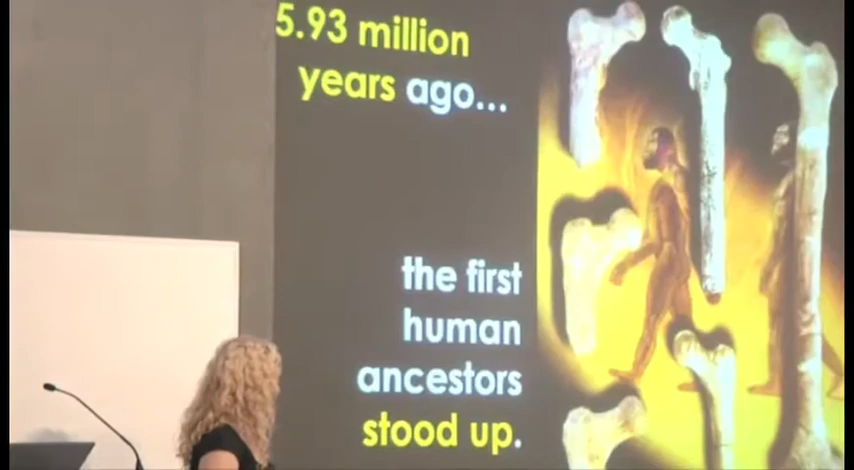 5.93 million
years ago...
the first
human
ancestors
stood up.